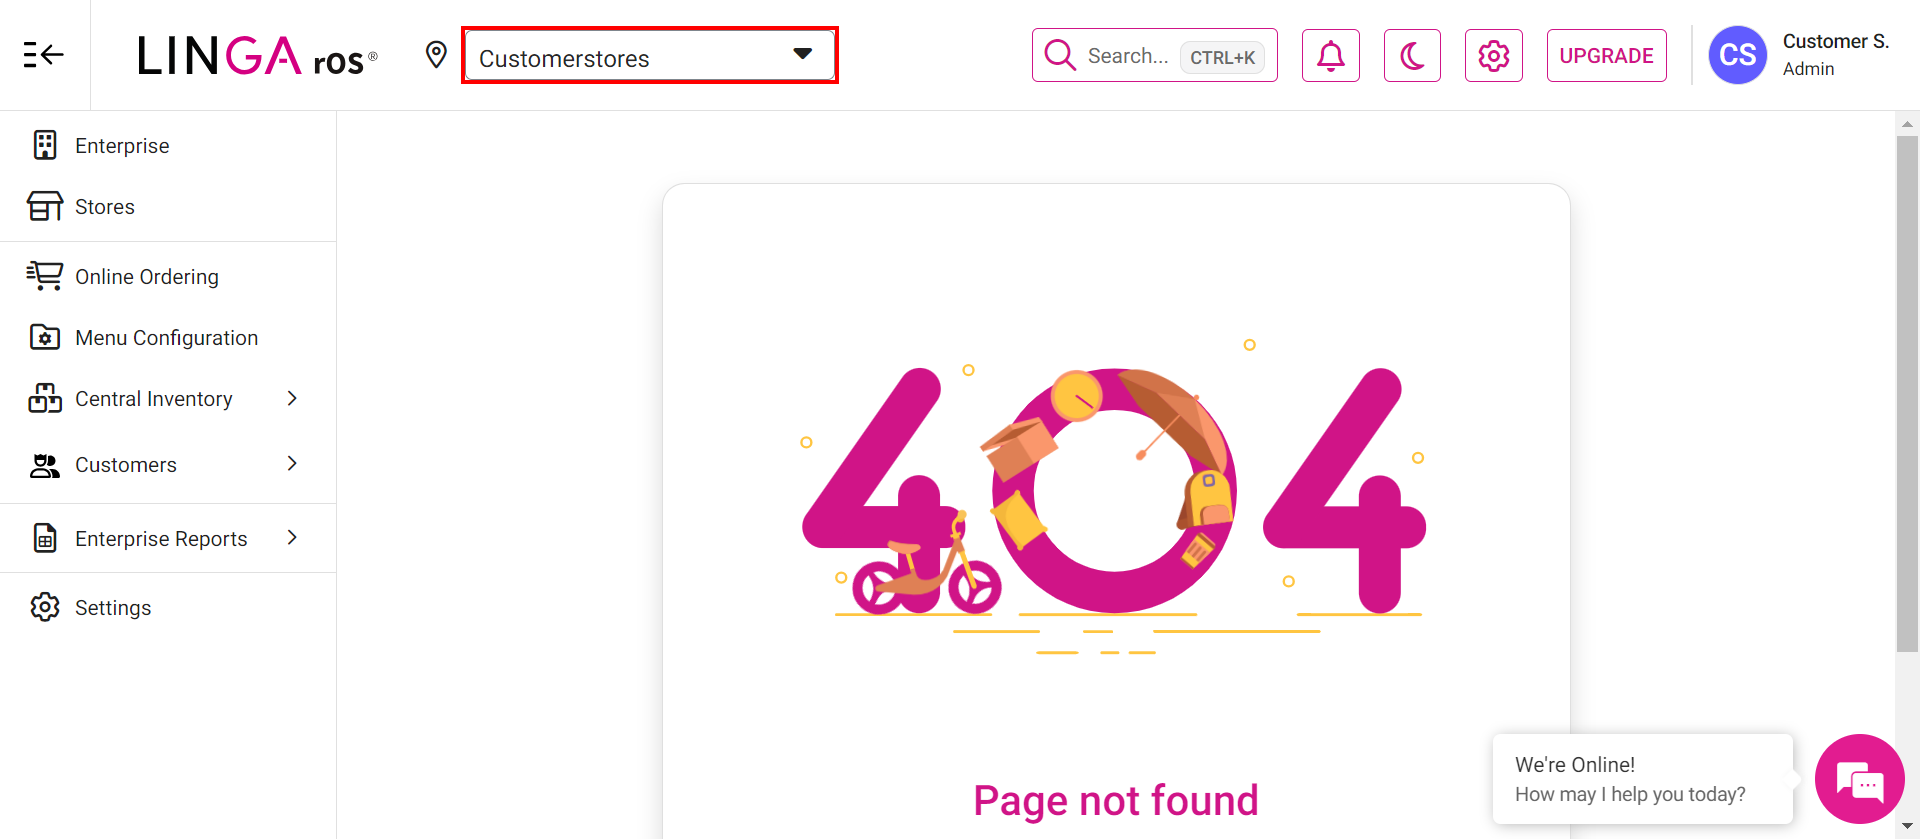 LINGA ros®
Customerstores
Search... CTRL+K
UPGRADE
CS
Customer S.
Admin
Enterprise
Stores
Online Ordering
Menu Configuration
Central Inventory
Customers
Enterprise Reports
Settings
404
Page not found
We're Online!
How may I help you today?